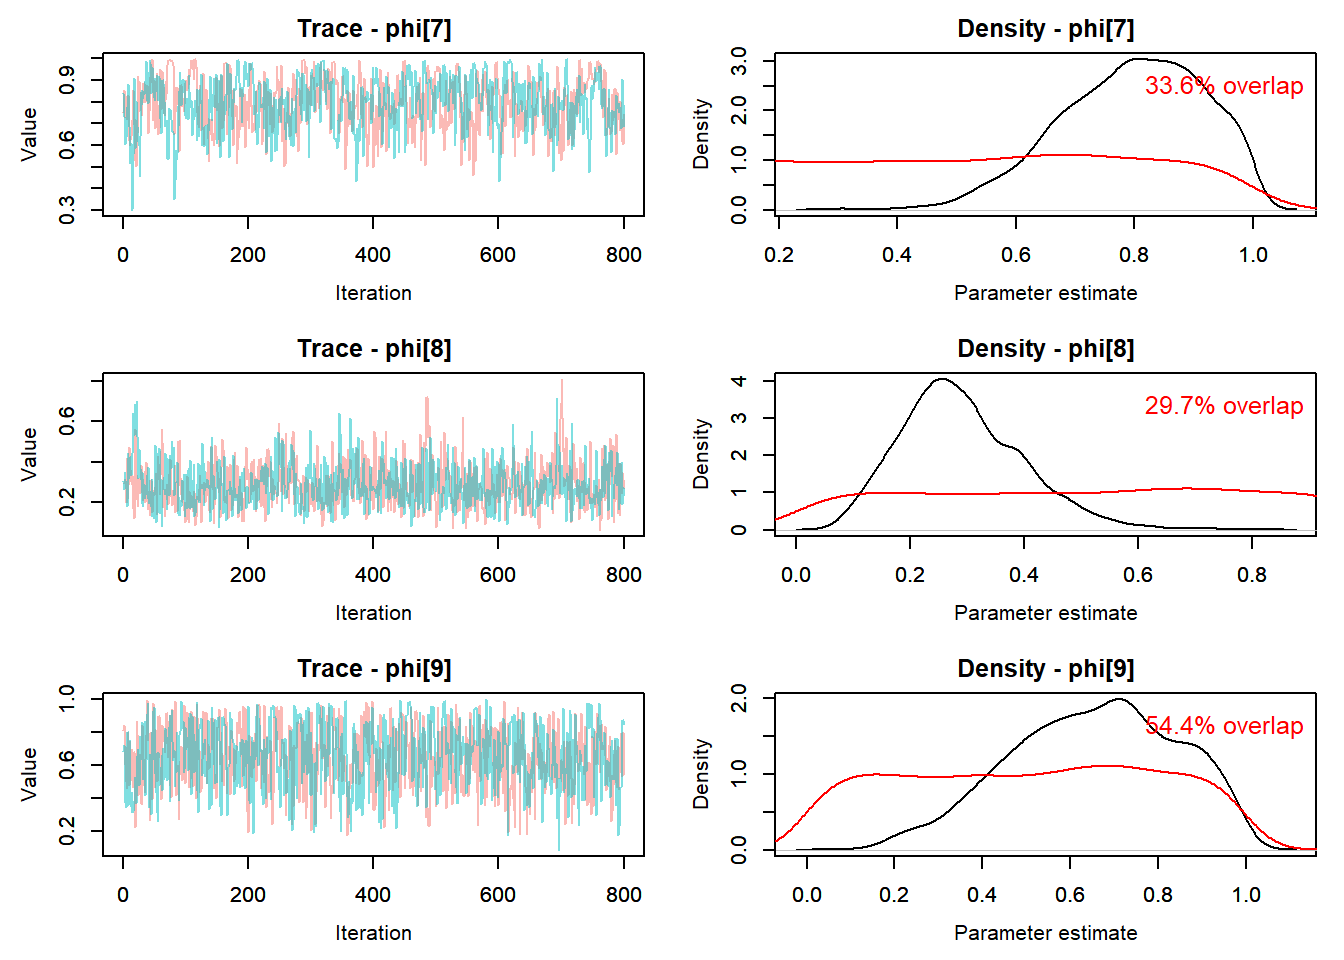 Trace - phi[7]
Value
0.3 0.6 0.9
0 200 400 600 800
Iteration
Density - phi[7]
Density
0.0 1.0 2.0 3.0
33.6% overlap
0.2 0.4 0.6 0.8 1.0
Parameter estimate
Trace - phi[8]
Value
0.2 0.6
0 200 400 600 800
Iteration
Density - phi[8]
Density
0 1 2 3 4
29.7% overlap
0.0 0.2 0.4 0.6 0.8
Parameter estimate
Trace - phi[9]
Value
0.2 0.6 1.0
0 200 400 600 800
Iteration
Density - phi[9]
Density
0.0 1.0 2.0
54.4% overlap
0.0 0.2 0.4 0.6 0.8 1.0
Parameter estimate